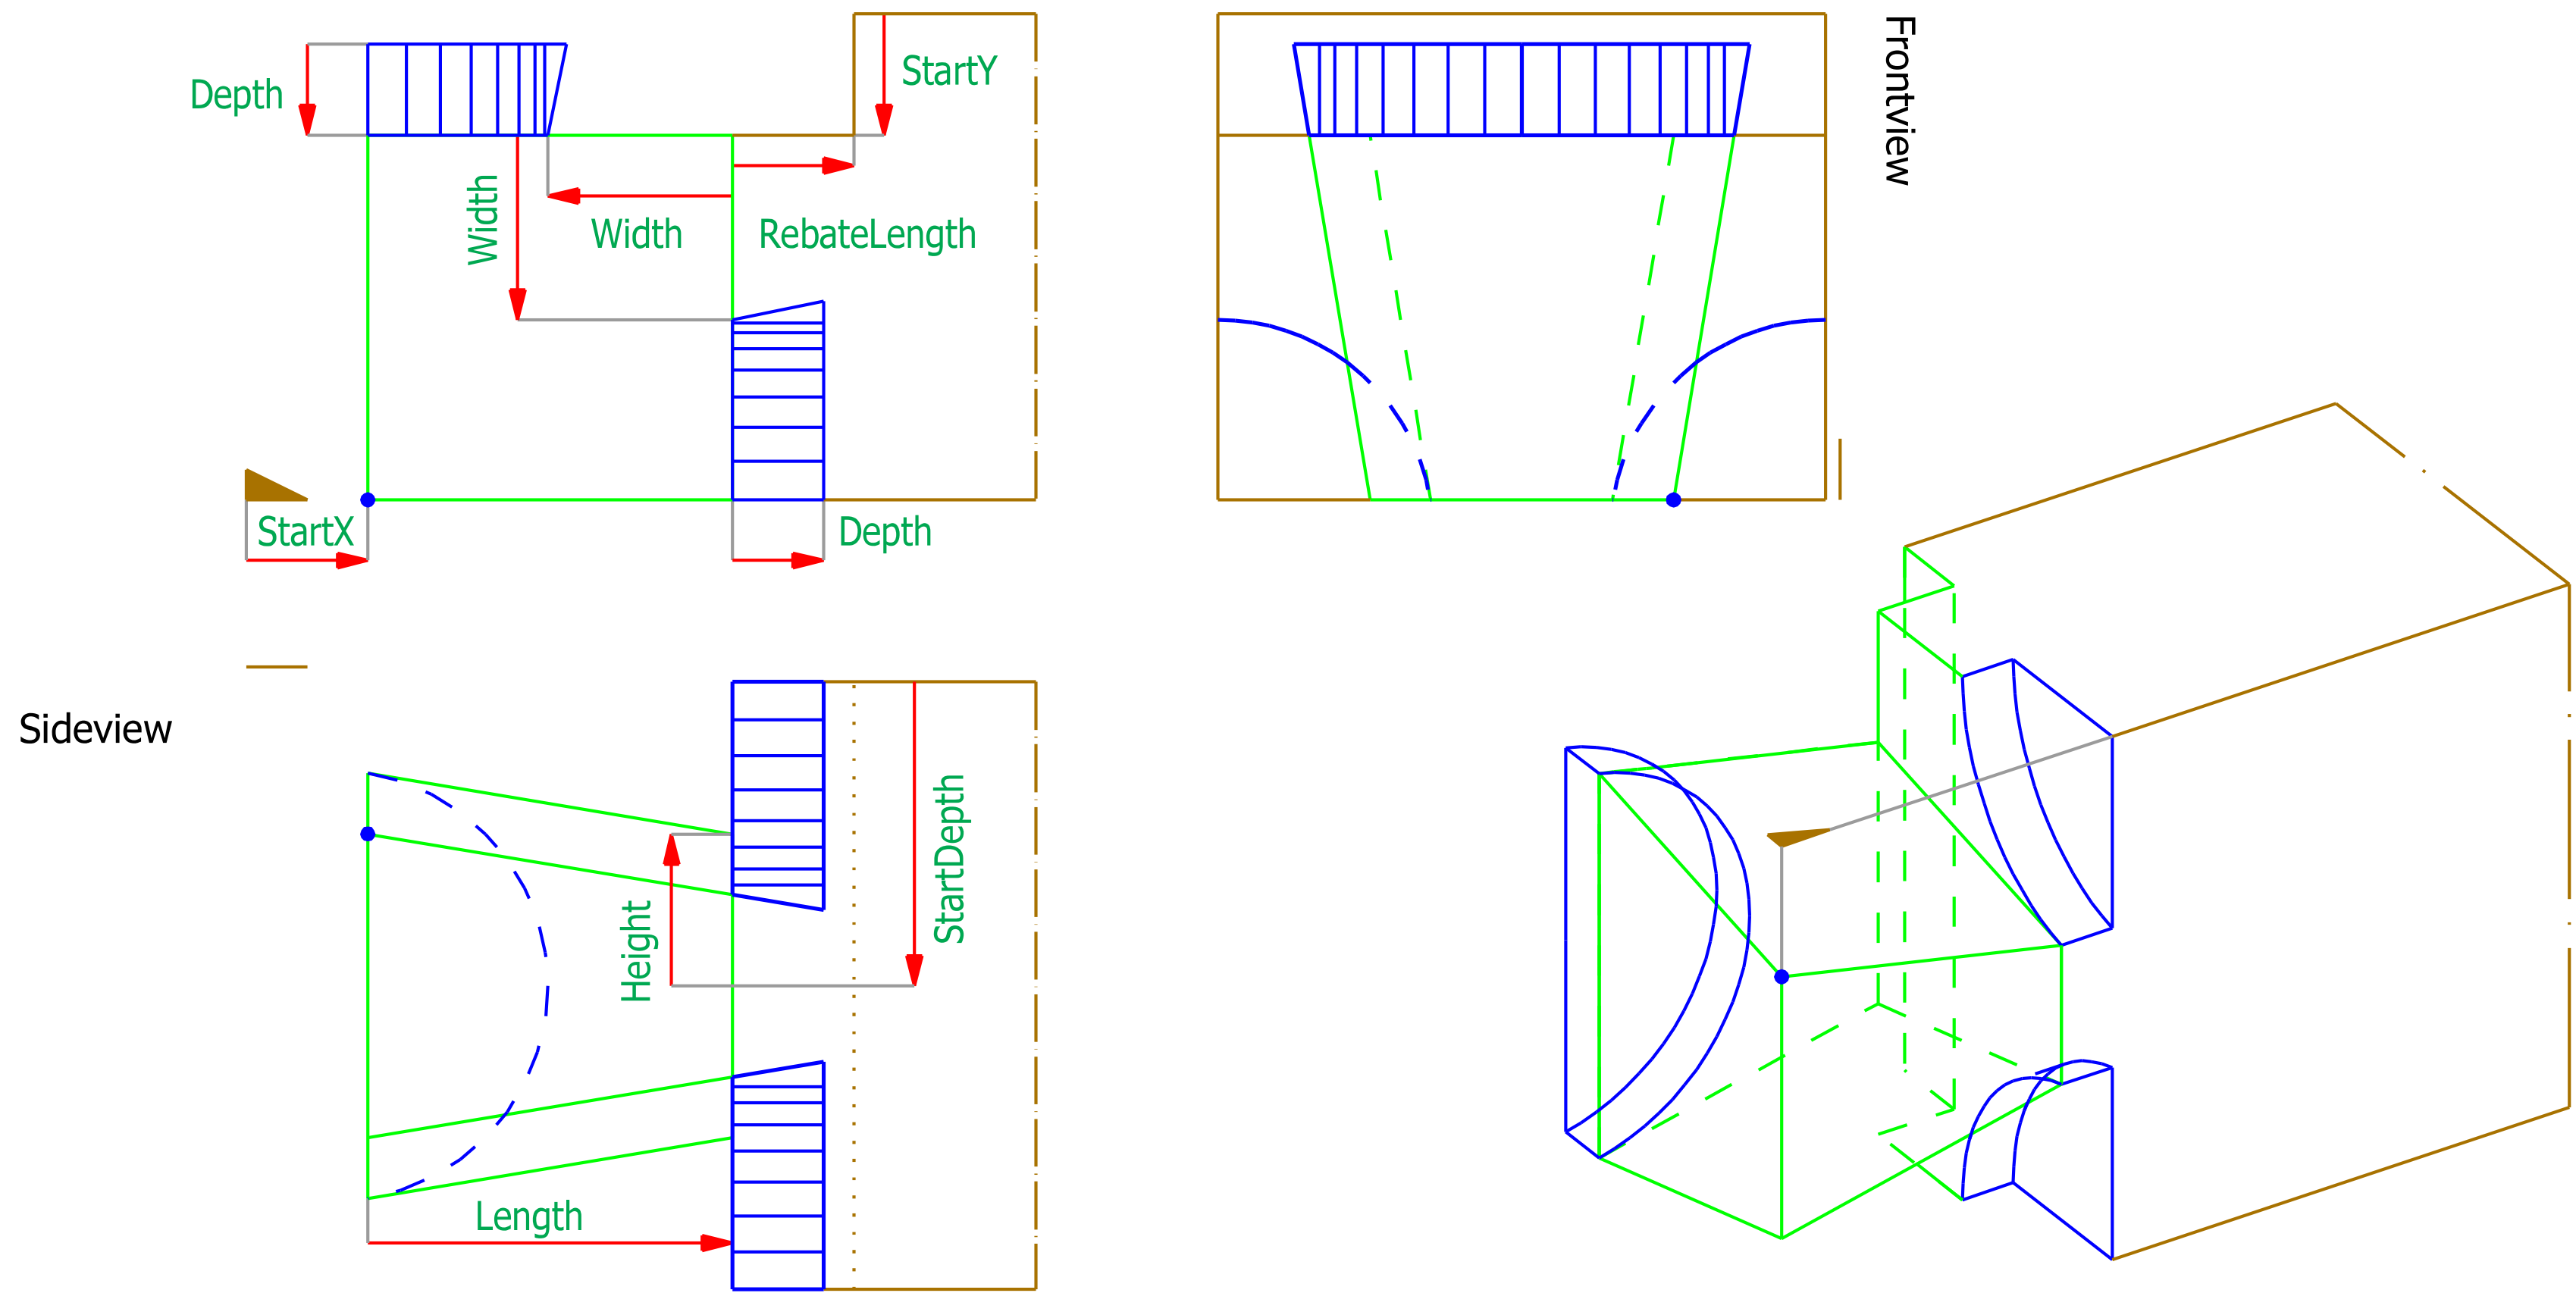 StartY
Depth
Width
Width
RebateLength
StartX
Depth
Frontview
Sideview
StartDepth
Height
Length